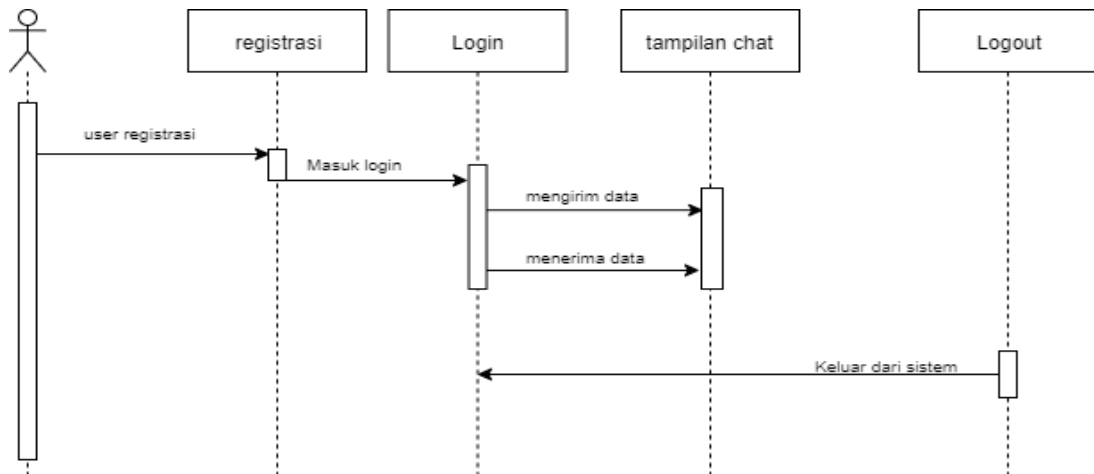 registrasi
Login
tampilan chat
Logout
user registrasi
Masuk login
mengirim data
menerima data
Keluar dari sistem